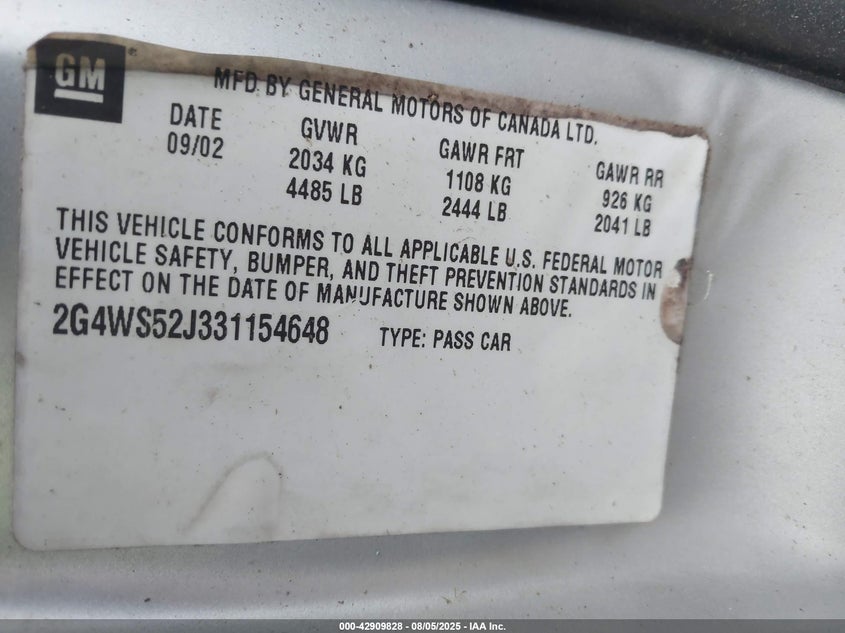 GM
MFD BY GENERAL MOTORS OF CANADA LTD.
DATE GVWR GAWR FRT GAWR RR
09/02 2034 KG 1108 KG 926 KG
4485 LB 2444 LB 2041 LB
THIS VEHICLE CONFORMS TO ALL APPLICABLE U.S. FEDERAL MOTOR
VEHICLE SAFETY, BUMPER, AND THEFT PREVENTION STANDARDS IN
EFFECT ON THE DATE OF MANUFACTURE SHOWN ABOVE.
2G4WS52J331154648 TYPE: PASS CAR
000-42909828 - 08/05/2025 - IAA Inc.